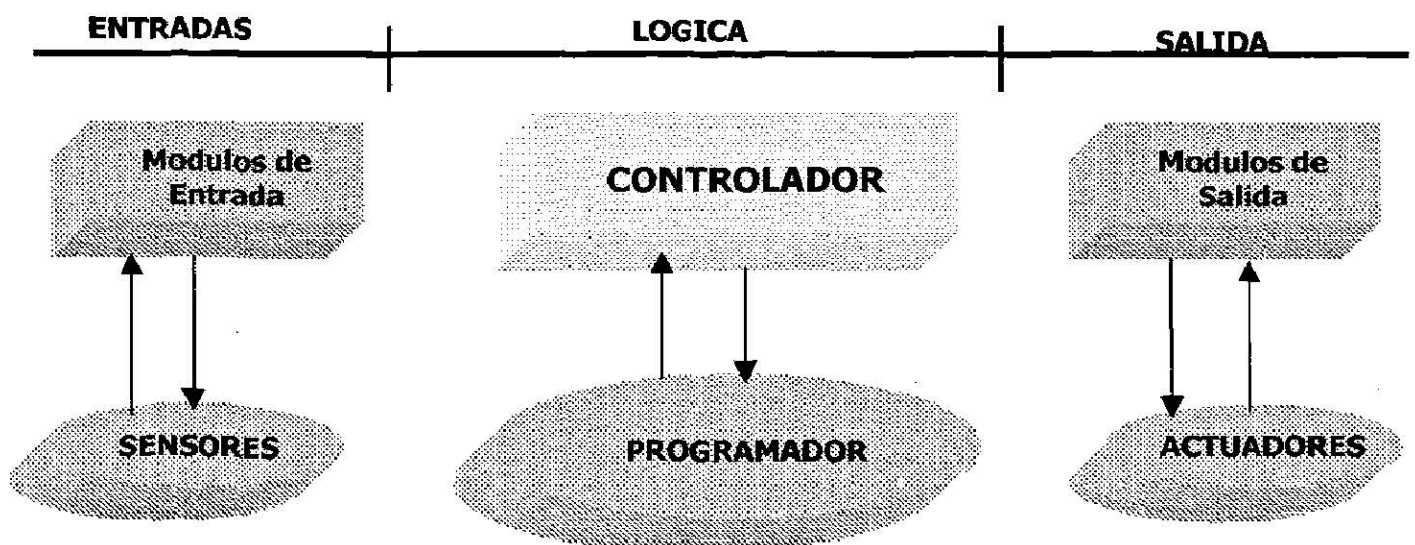 ENTRADAS
LOGICA
SALIDA
Modulos de
Entrada
CONTROLADOR
Modulos de
Salida
SENSORES
PROGRAMADOR
ACTUADORES